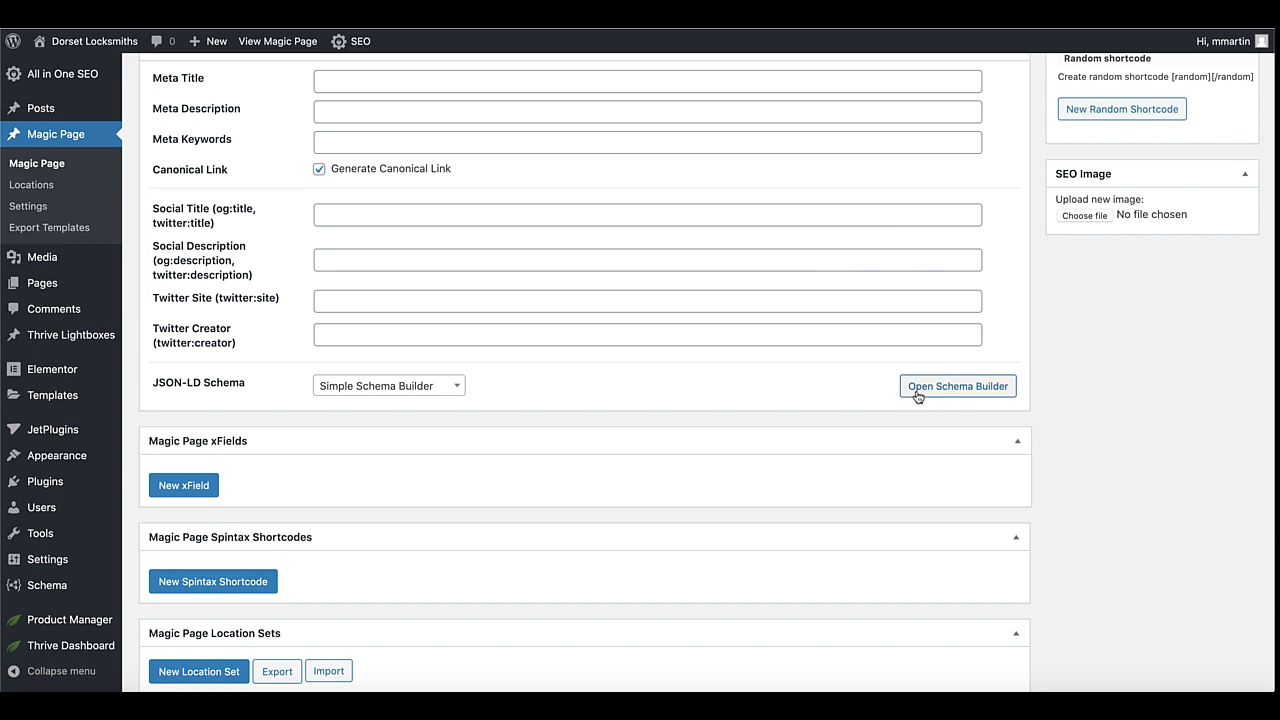 Dorset Locksmiths 0 New View Magic Page SEO Hi, mmartin
All in One SEO
Posts
Magic Page
Magic Page
Locations
Settings
Export Templates
Media
Pages
Comments
Thrive Lightboxes
Elementor
Templates
JetPlugins
Appearance
Plugins
Users
Tools
Settings
Schema
Product Manager
Thrive Dashboard
Collapse menu
Meta Title
Meta Description
Meta Keywords
Canonical Link Generate Canonical Link
Social Title (og:title,
twitter:title)
Social Description
(og:description,
twitter:description)
Twitter Site (twitter:site)
Twitter Creator
(twitter:creator)
JSON-LD Schema Simple Schema Builder Open Schema Builder
Magic Page xFields
New xField
Magic Page Spintax Shortcodes
New Spintax Shortcode
Magic Page Location Sets
New Location Set Export Import
Random shortcode
Create random shortcode [random][/random]
New Random Shortcode
SEO Image
Upload new image:
Choose file No file chosen